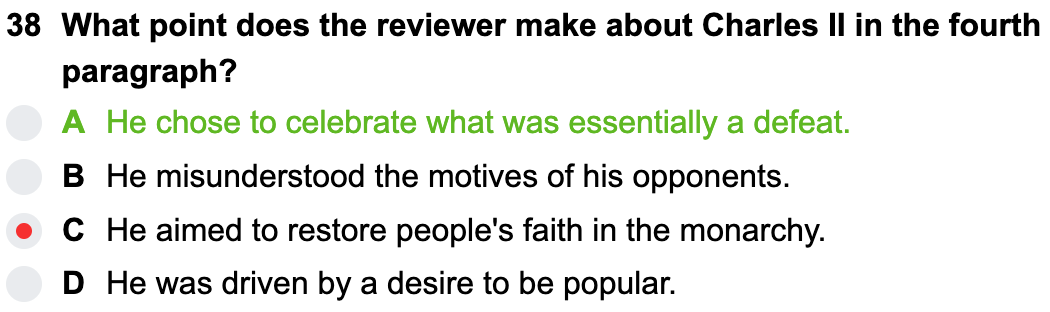 38 What point does the reviewer make about Charles II in the fourth
paragraph?
A He chose to celebrate what was essentially a defeat.
B He misunderstood the motives of his opponents.
C He aimed to restore people's faith in the monarchy.
D He was driven by a desire to be popular.